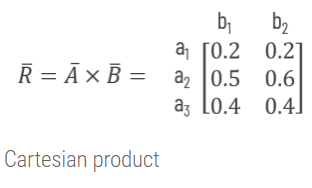 b₁ b₂
a₁ [0.2 0.2]
R̄ = Ā × B̄ = a₂ [0.5 0.6]
a₃ [0.4 0.4]
Cartesian product